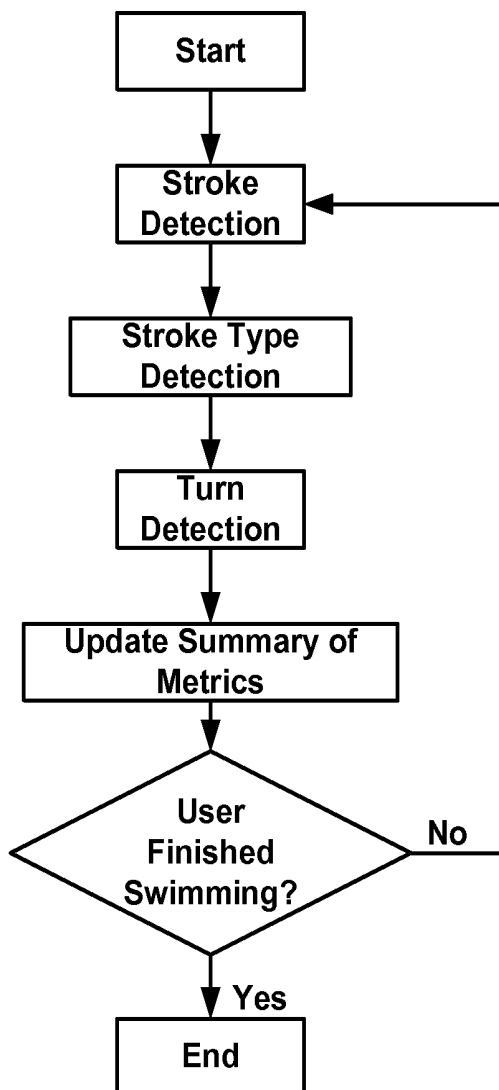 Start
Stroke
Detection
Stroke Type
Detection
Turn
Detection
Update Summary of
Metrics
User
Finished
Swimming?
No
Yes
End